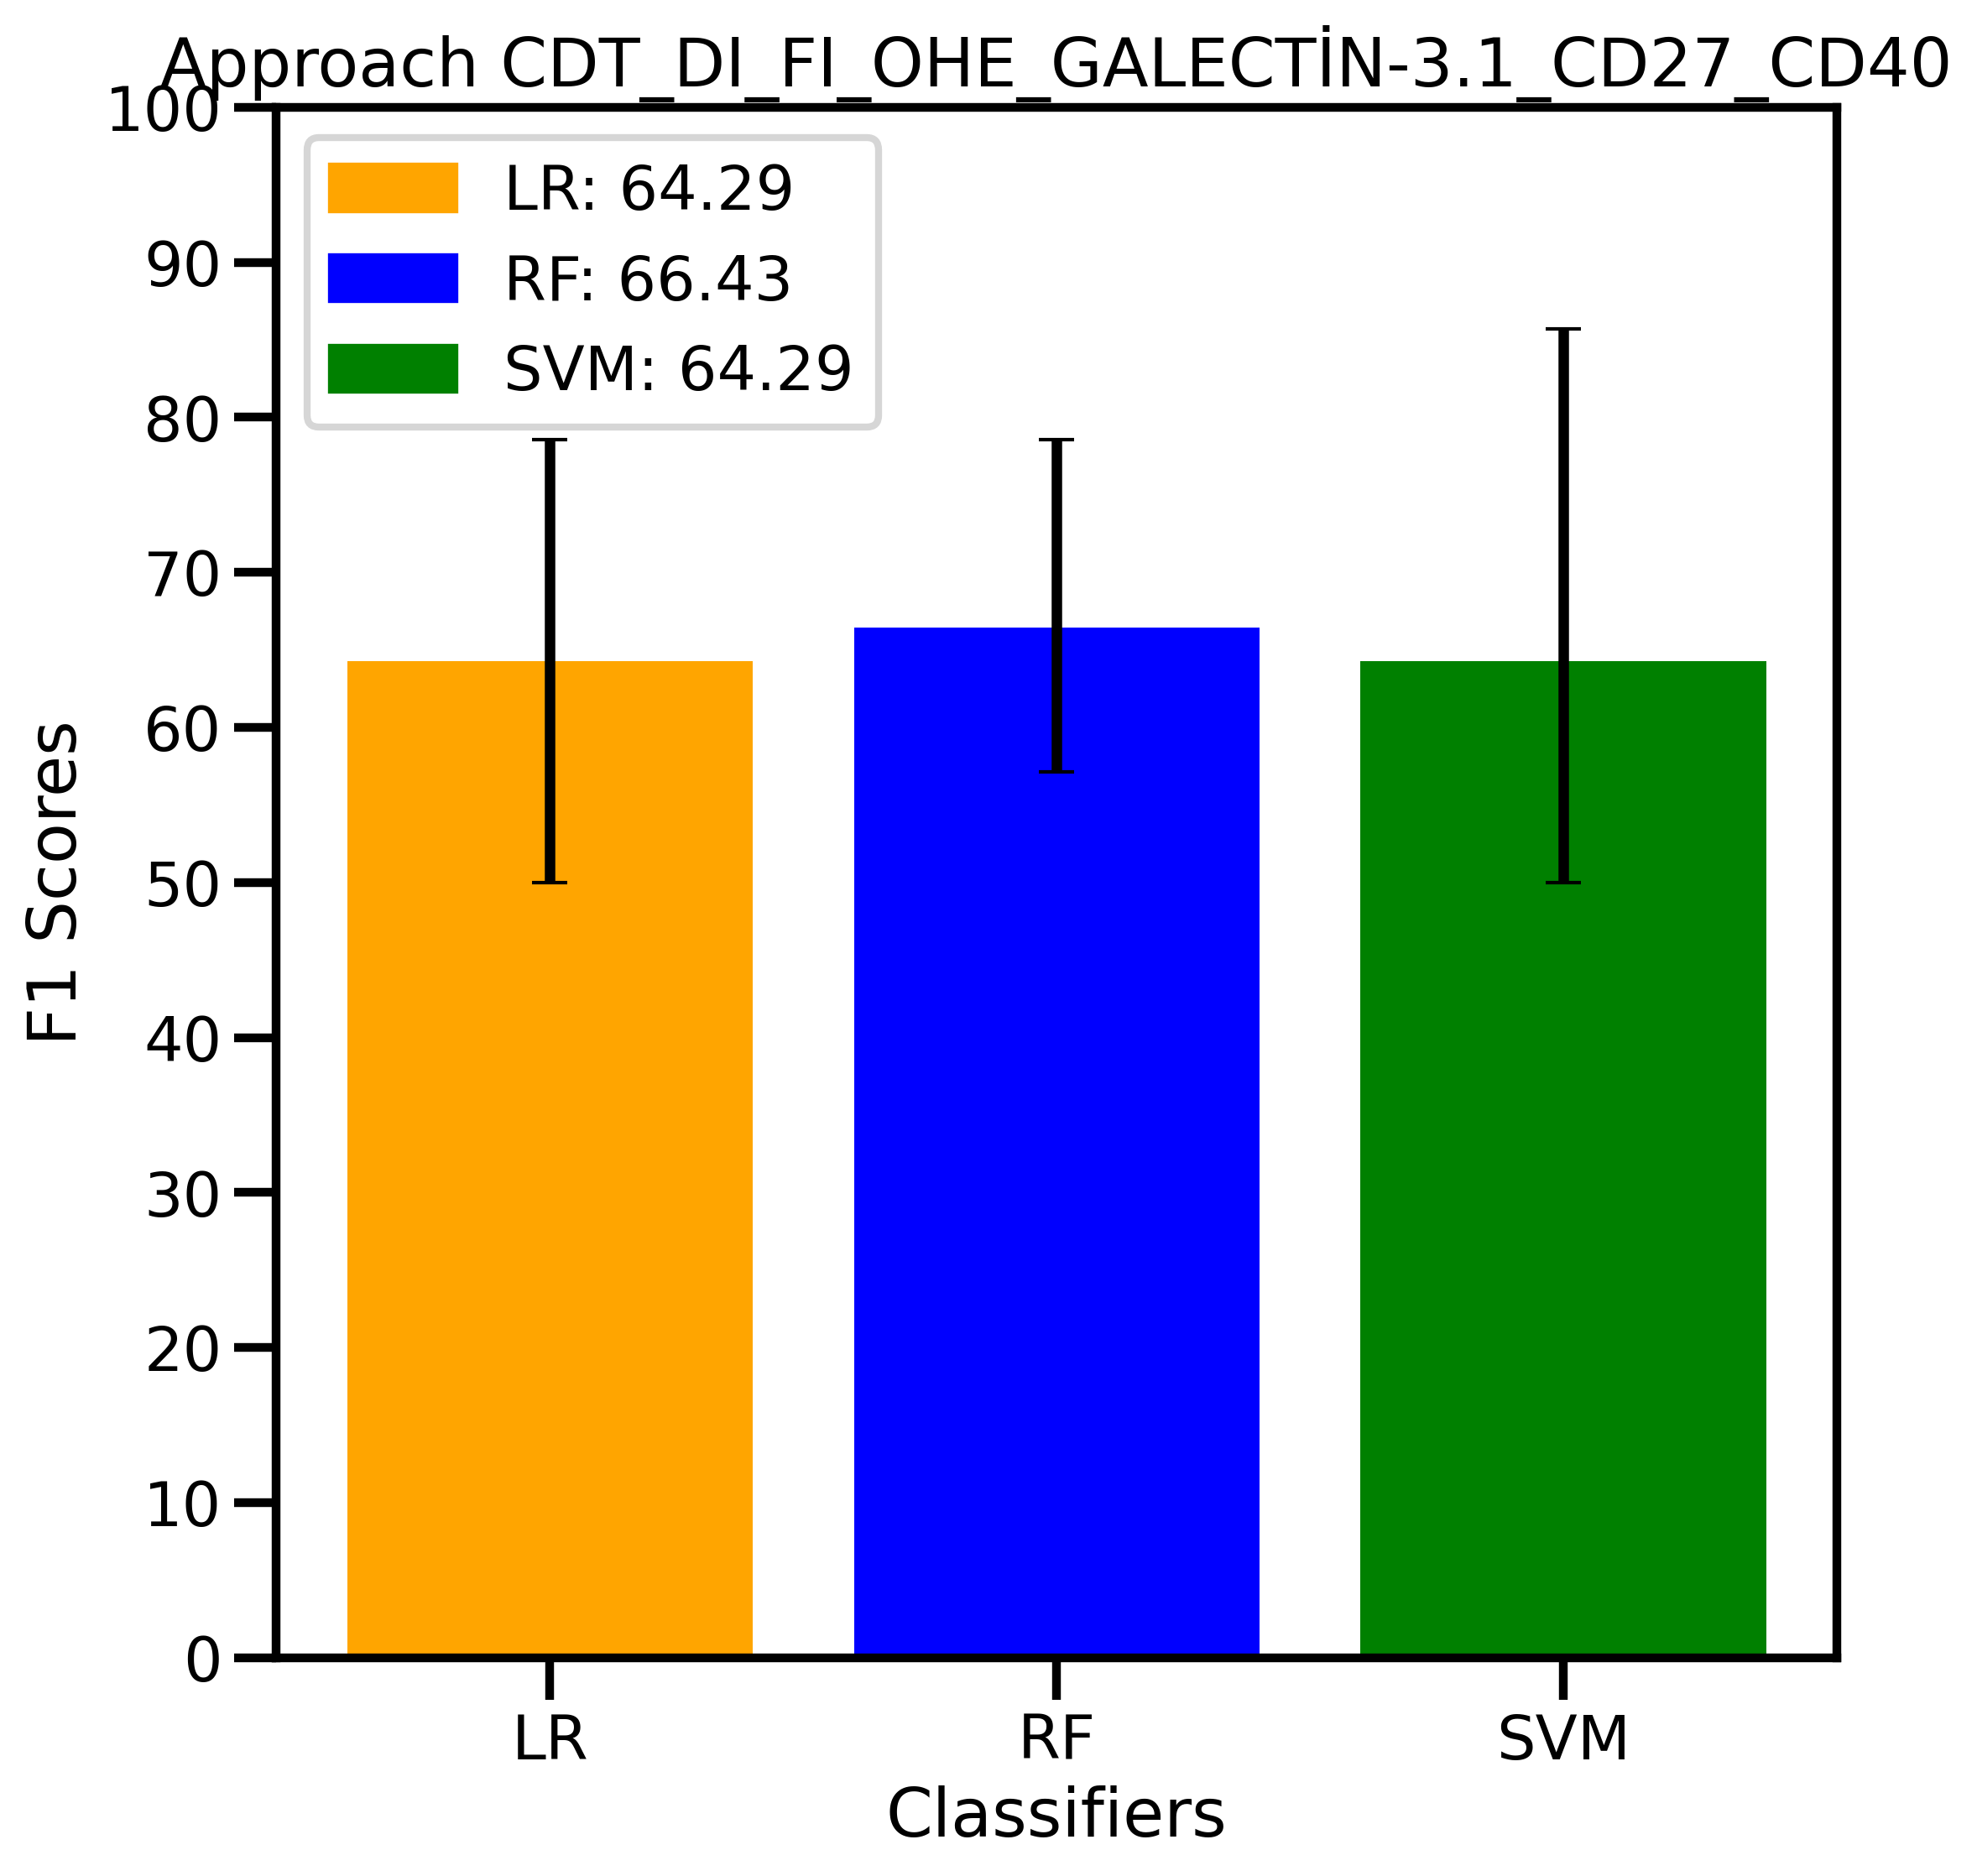 Approach CDT_DI_FI_OHE_GALECTİN-3.1_CD27_CD40
100
90
80
70
60
50
40
30
20
10
0
F1 Scores
LR: 64.29
RF: 66.43
SVM: 64.29
LR
RF
SVM
Classifiers